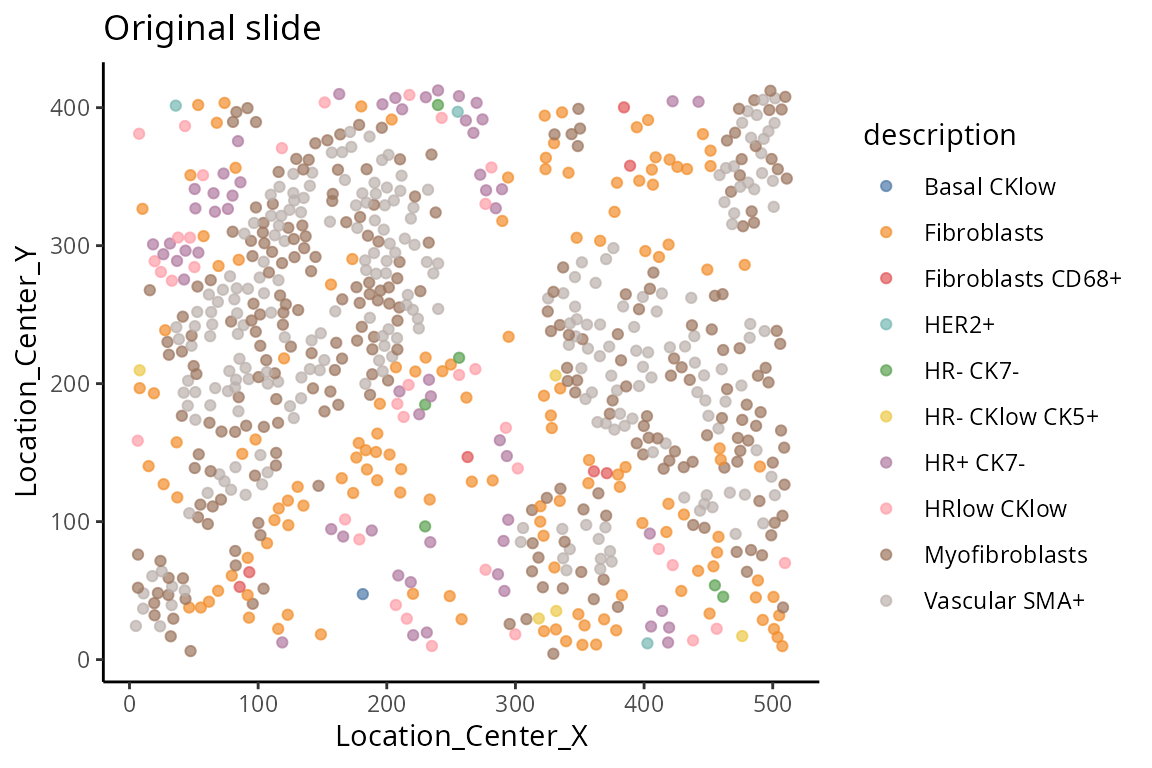 Original slide
Location_Center_Y
400
300
200
100
0
0 100 200 300 400 500
Location_Center_X
description
Basal CKlow
Fibroblasts
Fibroblasts CD68+
HER2+
HR- CK7-
HR- CKlow CK5+
HR+ CK7-
HRlow CKlow
Myofibroblasts
Vascular SMA+